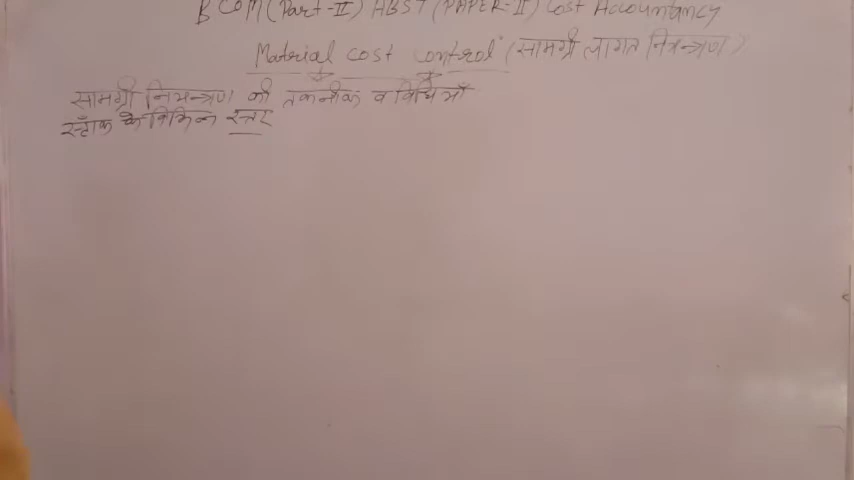 B COM (Part-II) ABST (PAPER-II) Cost Accountancy
Material cost control (सामग्री लागत नियन्त्रण)
सामग्री नियन्त्रण की तकनीक व विधियाँ
स्टॉक के विभिन्न स्तर